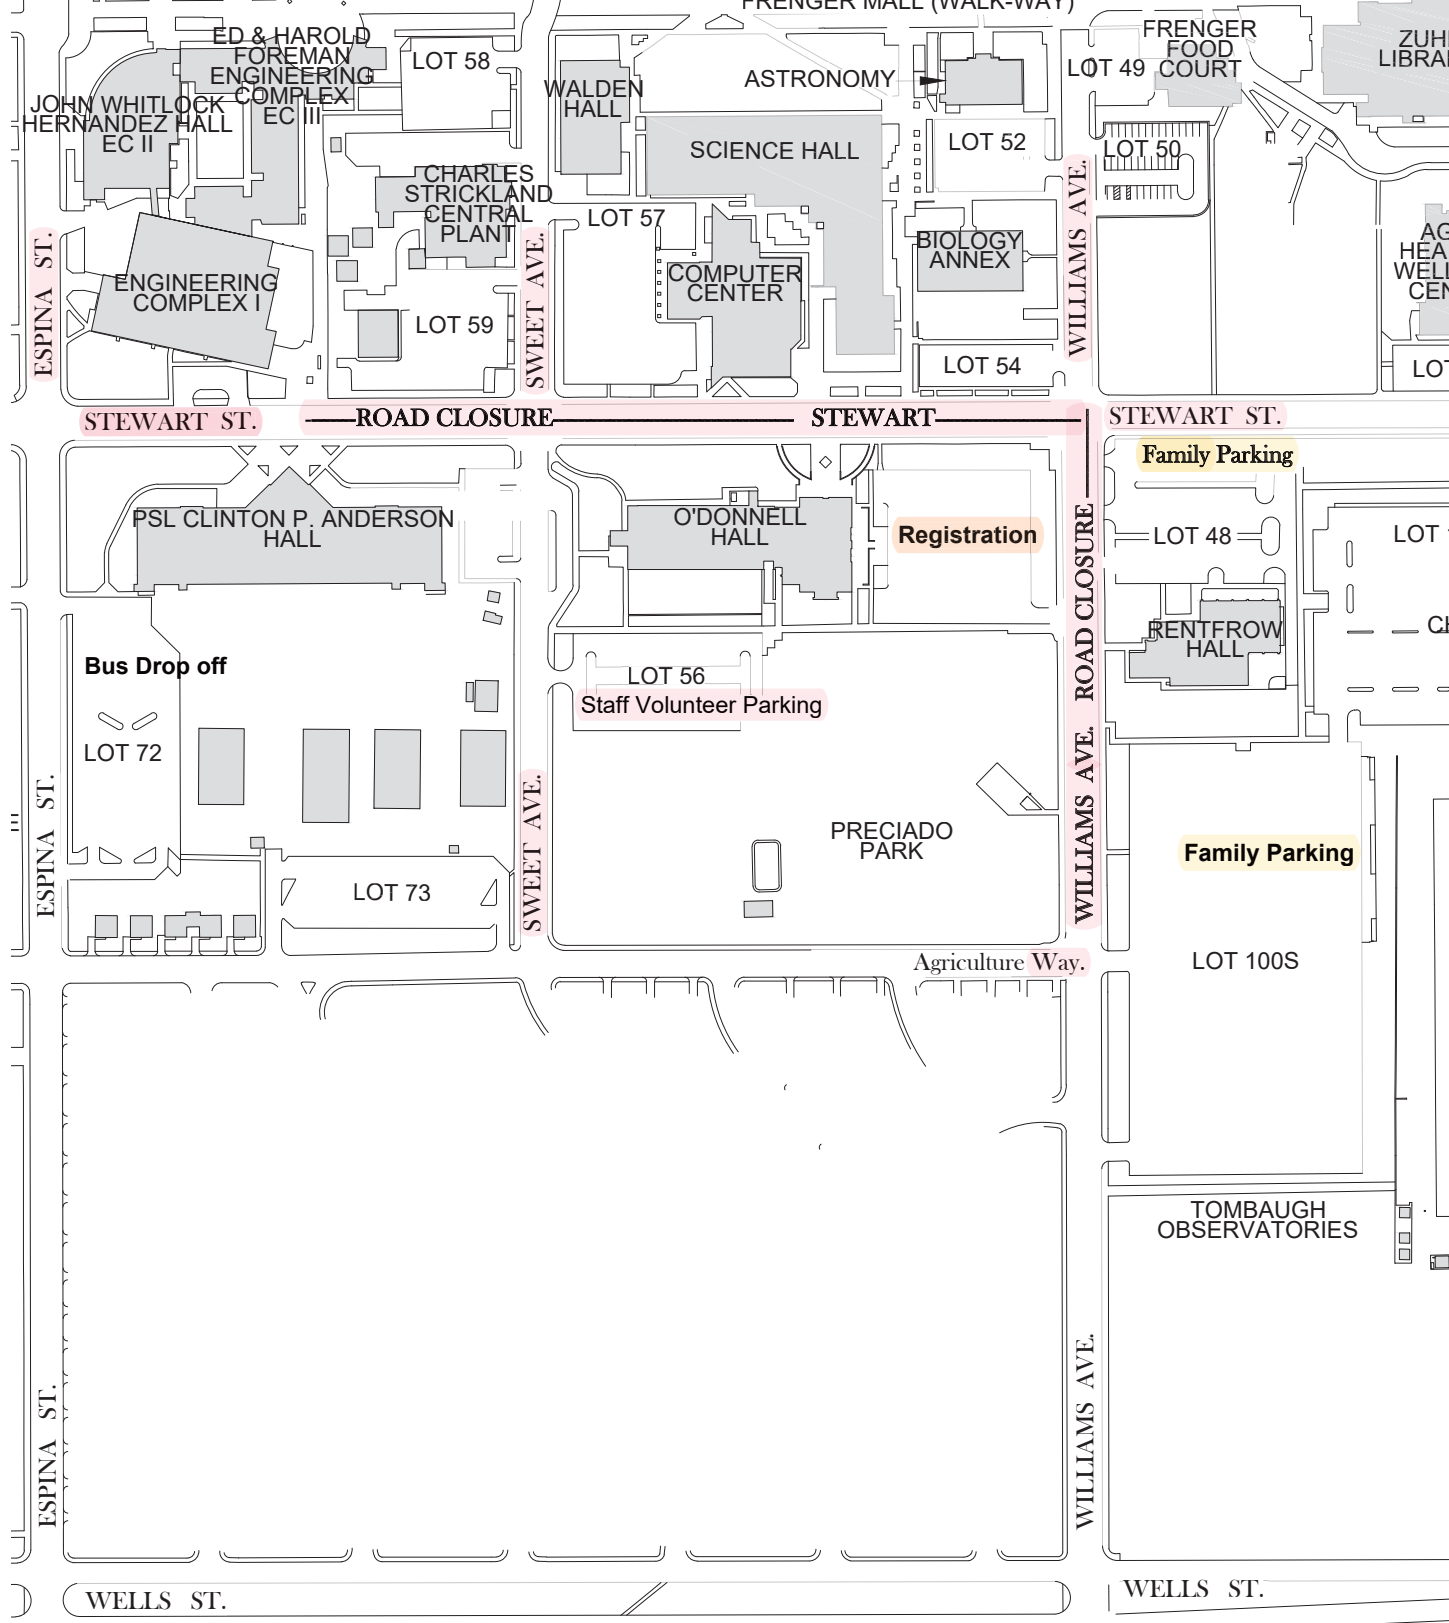 FRENGER MALL (WALK-WAY)
ED & HAROLD
FOREMAN
ENGINEERING
COMPLEX
EC III
LOT 58
JOHN WHITLOCK
HERNANDEZ HALL
EC II
WALDEN
HALL
ASTRONOMY
LOT 49
FRENGER
FOOD
COURT
SCIENCE HALL
LOT 52
LOT 50
CHARLES
STRICKLAND
CENTRAL
PLANT
LOT 57
ESPINA ST.
ENGINEERING
COMPLEX I
LOT 59
SWEET AVE.
COMPUTER
CENTER
BIOLOGY
ANNEX
WILLIAMS AVE.
LOT 54
STEWART ST.
ROAD CLOSURE
STEWART
STEWART ST.
Family Parking
PSL CLINTON P. ANDERSON
HALL
O'DONNELL
HALL
Registration
ROAD CLOSURE
LOT 48
LOT
RENTFROW
HALL
Bus Drop off
LOT 56
Staff Volunteer Parking
LOT 72
ESPINA ST.
SWEET AVE.
PRECIADO
PARK
WILLIAMS AVE.
Family Parking
LOT 73
Agriculture Way.
LOT 100S
TOMBAUGH
OBSERVATORIES
ESPINA ST.
WILLIAMS AVE.
WELLS ST.
WELLS ST.